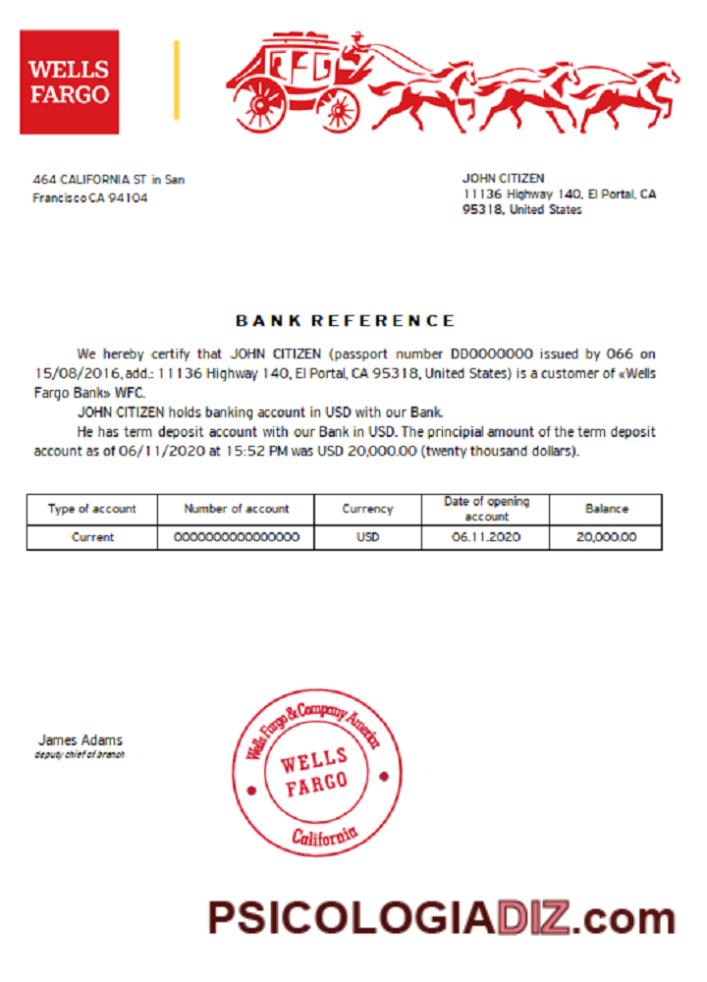 WELLS
FARGO
464 CALIFORNIA ST in San
Francisco CA 94104
JOHN CITIZEN
11136 Highway 140, El Portal, CA
95318, United States
BANK REFERENCE
We hereby certify that JOHN CITIZEN (passport number DD0000000 issued by 066 on
15/08/2016, add.: 11136 Highway 140, El Portal, CA 95318, United States) is a customer of «Wells
Fargo Bank» WFC.
JOHN CITIZEN holds banking account in USD with our Bank.
He has term deposit account with our Bank in USD. The principial amount of the term deposit
account as of 06/11/2020 at 15:52 PM was USD 20,000.00 (twenty thousand dollars).
Type of account Number of account Currency Date of opening account Balance
Current 0000000000000000 USD 06.11.2020 20,000.00
James Adams
deputy chief of branch
Wells Fargo & Company America
WELLS
FARGO
California
PSICOLOGIADIZ.com